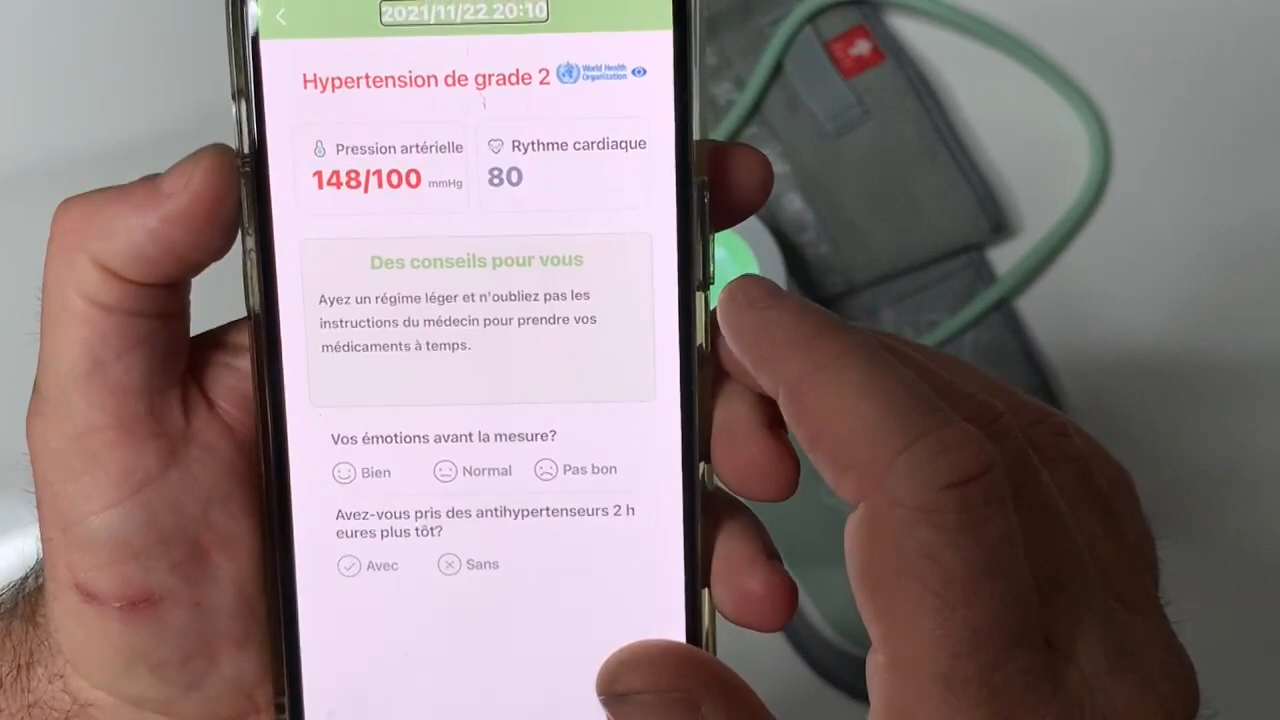 2021/11/22 20:10
Hypertension de grade 2
World Health
Organization
Pression artérielle
148/100 mmHg
Rythme cardiaque
80
Des conseils pour vous
Ayez un régime léger et n'oubliez pas les
instructions du médecin pour prendre vos
médicaments à temps.
Vos émotions avant la mesure?
Bien
Normal
Pas bon
Avez-vous pris des antihypertenseurs 2 h
eures plus tôt?
Avec
Sans